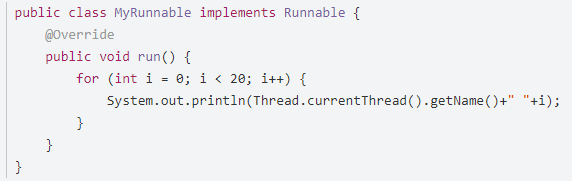 public class MyRunnable implements Runnable {
    @Override
    public void run() {
        for (int i = 0; i < 20; i++) {
            System.out.println(Thread.currentThread().getName()+" "+i);
        }
    }
}